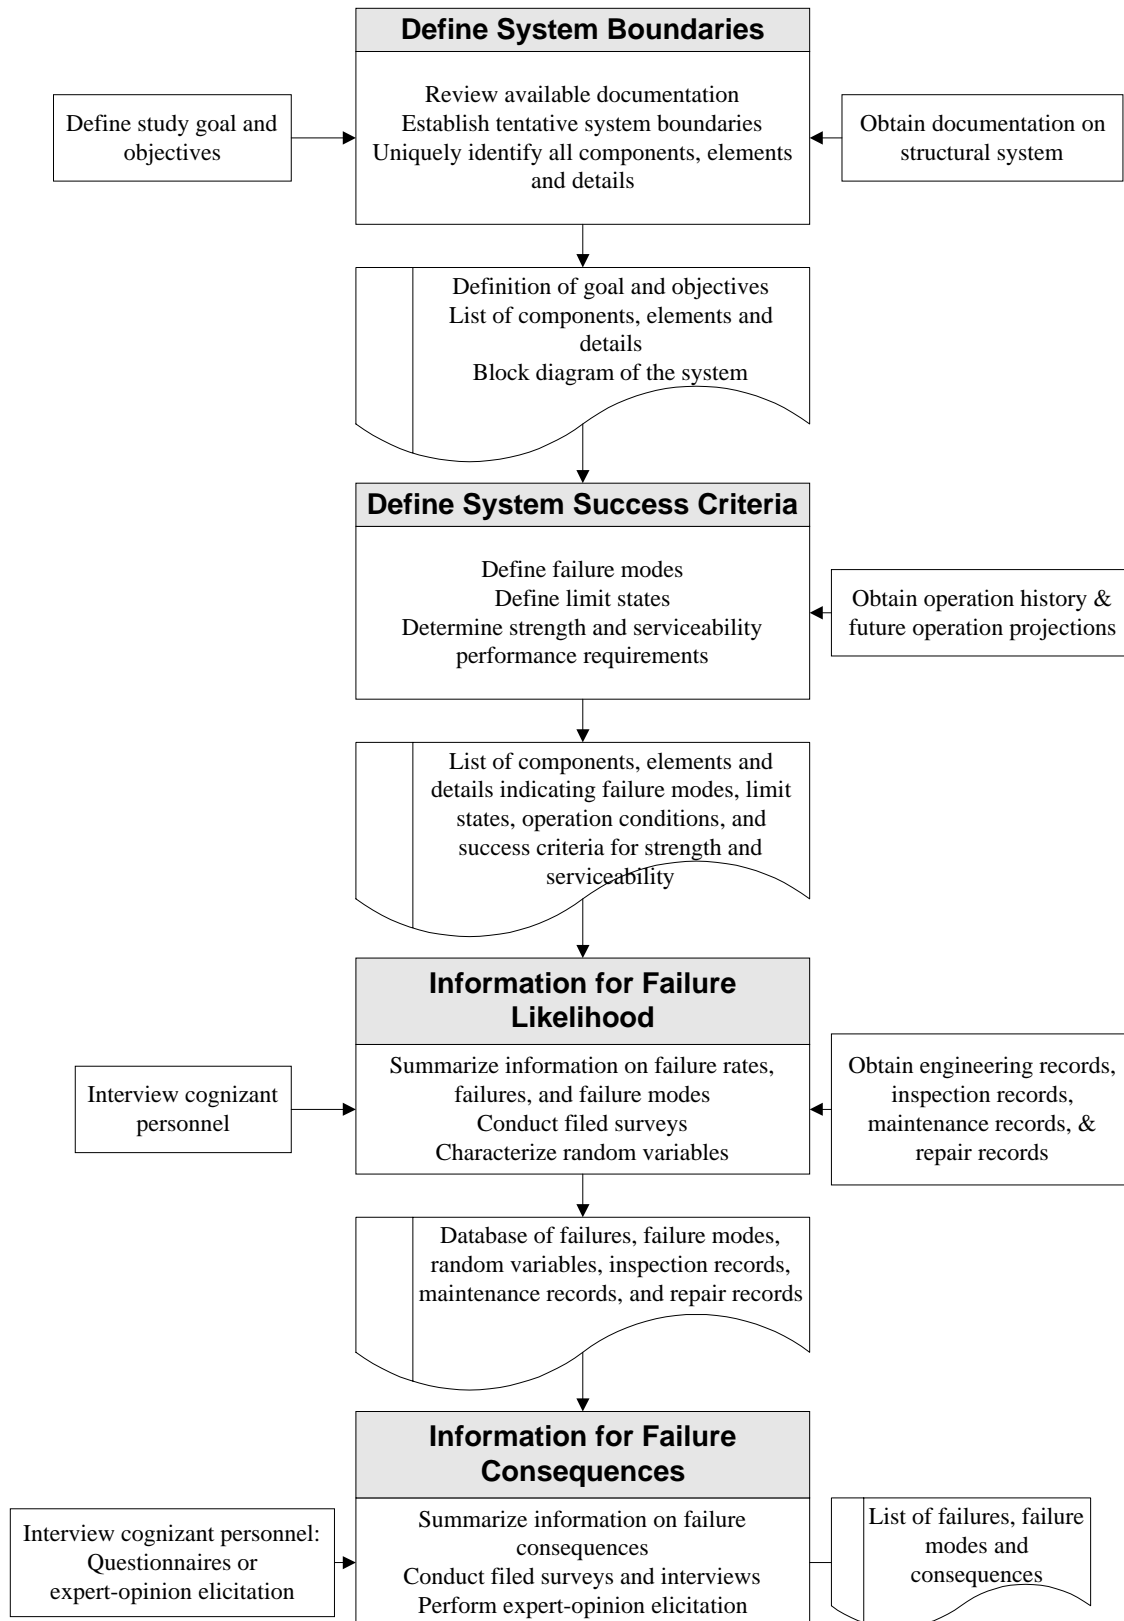 Define System Boundaries
Review available documentation
Establish tentative system boundaries
Uniquely identify all components, elements
and details
Define study goal and
objectives
Obtain documentation on
structural system
Definition of goal and objectives
List of components, elements and
details
Block diagram of the system
Define System Success Criteria
Define failure modes
Define limit states
Determine strength and serviceability
performance requirements
Obtain operation history &
future operation projections
List of components, elements and
details indicating failure modes, limit
states, operation conditions, and
success criteria for strength and
serviceability
Information for Failure
Likelihood
Summarize information on failure rates,
failures, and failure modes
Conduct filed surveys
Characterize random variables
Interview cognizant
personnel
Obtain engineering records,
inspection records,
maintenance records, &
repair records
Database of failures, failure modes,
random variables, inspection records,
maintenance records, and repair records
Information for Failure
Consequences
Summarize information on failure
consequences
Conduct filed surveys and interviews
Perform expert-opinion elicitation
Interview cognizant personnel:
Questionnaires or
expert-opinion elicitation
List of failures, failure
modes and
consequences